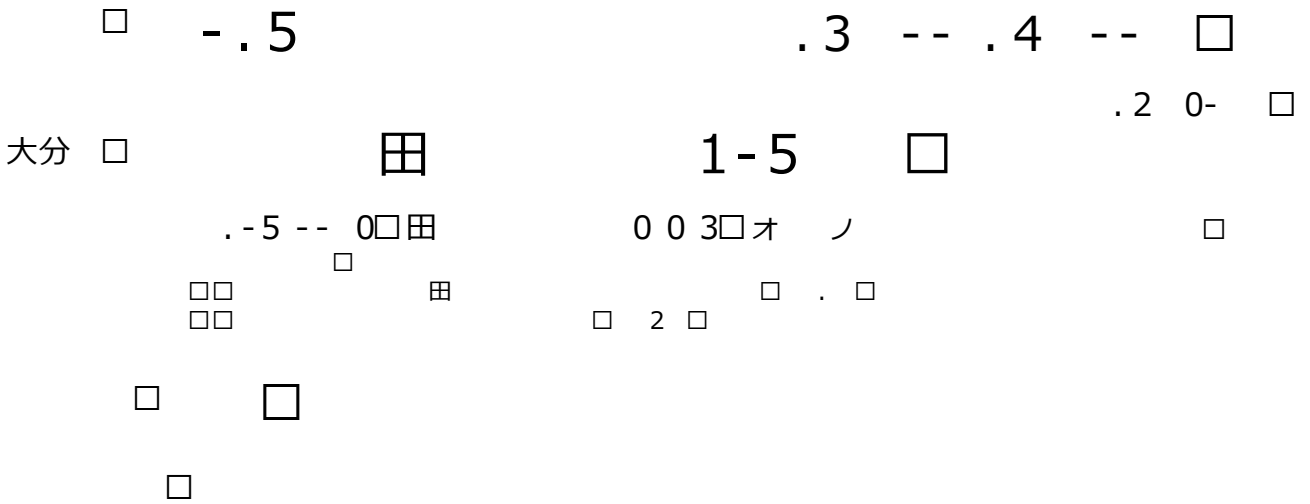 □ -.5 .3 -- .4 -- □
.2 0- □
大分 □ 田 1-5 □
.-5 -- 0□田 0 0 3□オ ノ □
□
□□ 田 □ . □
□□ □ 2 □
□ □
□